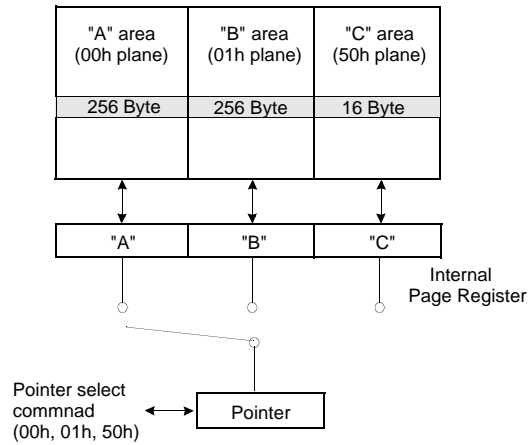 "A" area
(00h plane)
"B" area
(01h plane)
"C" area
(50h plane)
256 Byte
256 Byte
16 Byte
"A"
"B"
"C"
Internal
Page Register
Pointer select
commnad
(00h, 01h, 50h)
Pointer